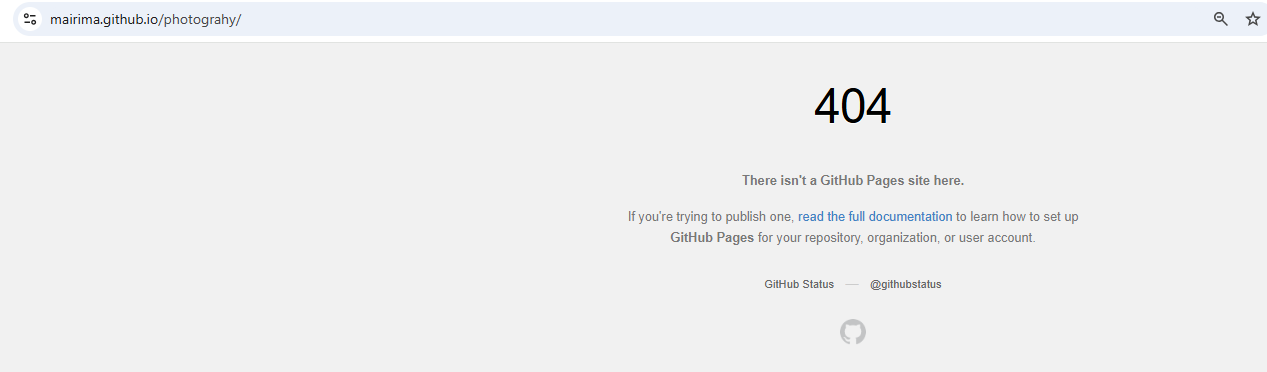 mairima.github.io/photograhy/
404
There isn't a GitHub Pages site here.
If you're trying to publish one, read the full documentation to learn how to set up
GitHub Pages for your repository, organization, or user account.
GitHub Status — @githubstatus